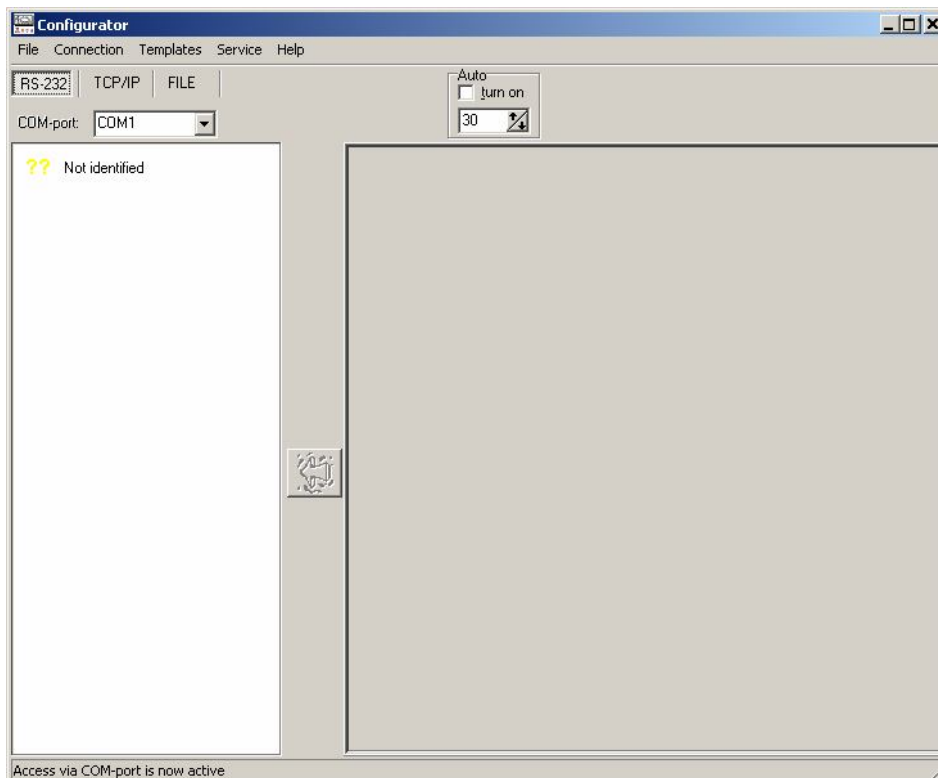 Configurator
File Connection Templates Service Help
RS-232 TCP/IP FILE
Auto
turn on
COM-port: COM1
30
?? Not identified
Access via COM-port is now active